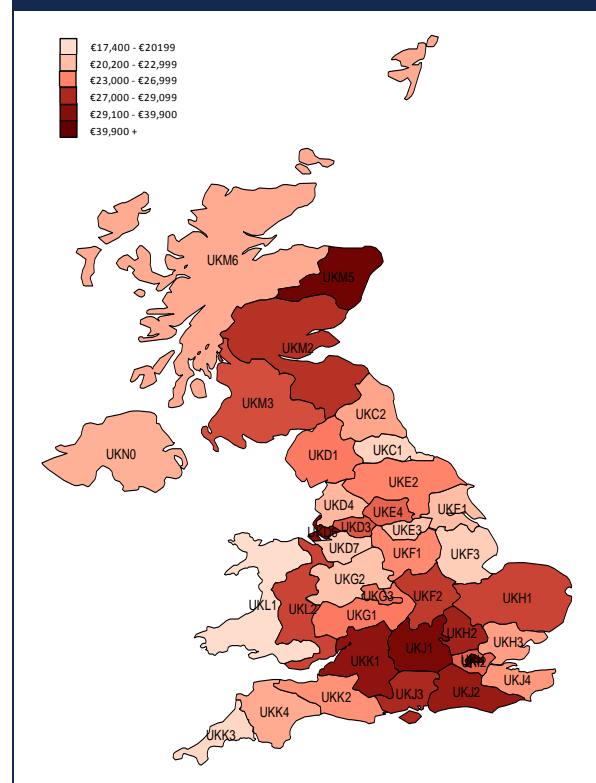 €17,400 - €20199
€20,200 - €22,999
€23,000 - €26,999
€27,000 - €29,099
€29,100 - €39,900
€39,900 +
UKM6
UKM5
UKM2
UKM3
UKC2
UKN0
UKD1
UKC1
UKE2
UKD4
UKE4
UKE1
UKD3
UKE3
UKD7
UKF1
UKF3
UKG2
UKL1
UKL2
UKG3
UKF2
UKH1
UKG1
UKH2
UKH3
UKK1
UKJ1
UKJ4
UKJ3
UKJ2
UKK2
UKK4
UKK3